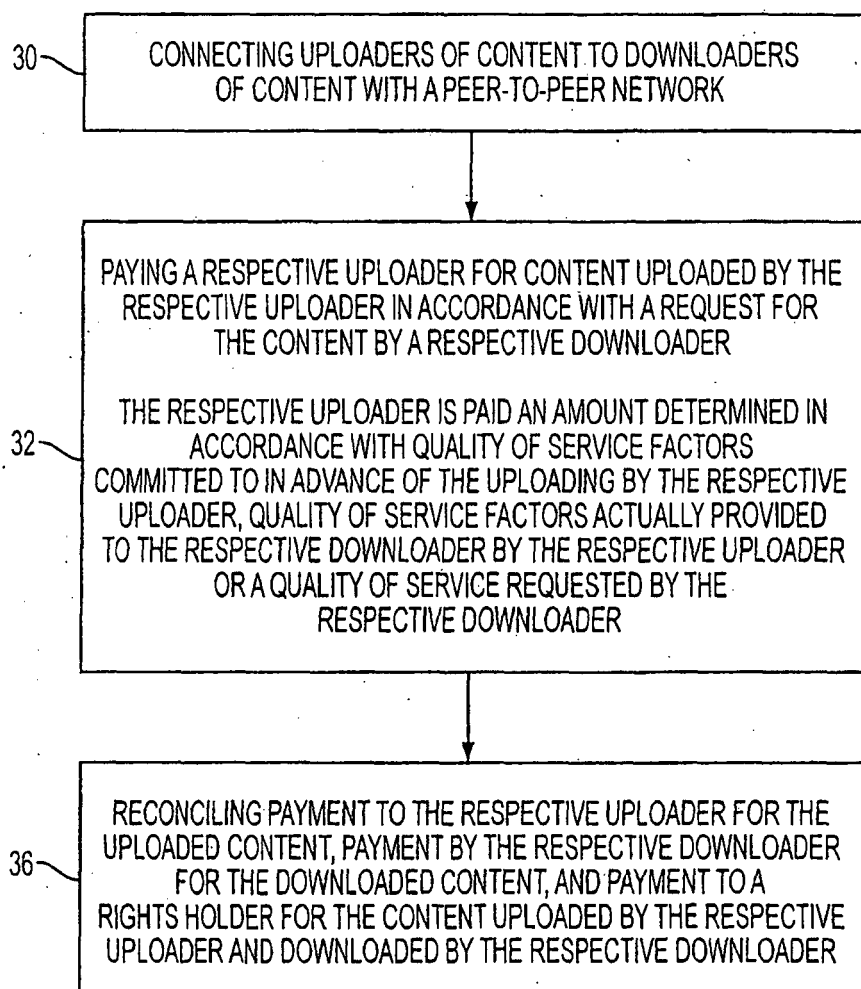 30
CONNECTING UPLOADERS OF CONTENT TO DOWNLOADERS
OF CONTENT WITH A PEER-TO-PEER NETWORK
32
PAYING A RESPECTIVE UPLOADER FOR CONTENT UPLOADED BY THE
RESPECTIVE UPLOADER IN ACCORDANCE WITH A REQUEST FOR
THE CONTENT BY A RESPECTIVE DOWNLOADER
THE RESPECTIVE UPLOADER IS PAID AN AMOUNT DETERMINED IN
ACCORDANCE WITH QUALITY OF SERVICE FACTORS
COMMITTED TO IN ADVANCE OF THE UPLOADING BY THE RESPECTIVE
UPLOADER, QUALITY OF SERVICE FACTORS ACTUALLY PROVIDED
TO THE RESPECTIVE DOWNLOADER BY THE RESPECTIVE UPLOADER
OR A QUALITY OF SERVICE REQUESTED BY THE
RESPECTIVE DOWNLOADER
36
RECONCILING PAYMENT TO THE RESPECTIVE UPLOADER FOR THE
UPLOADED CONTENT, PAYMENT BY THE RESPECTIVE DOWNLOADER
FOR THE DOWNLOADED CONTENT, AND PAYMENT TO A
RIGHTS HOLDER FOR THE CONTENT UPLOADED BY THE RESPECTIVE
UPLOADER AND DOWNLOADED BY THE RESPECTIVE DOWNLOADER